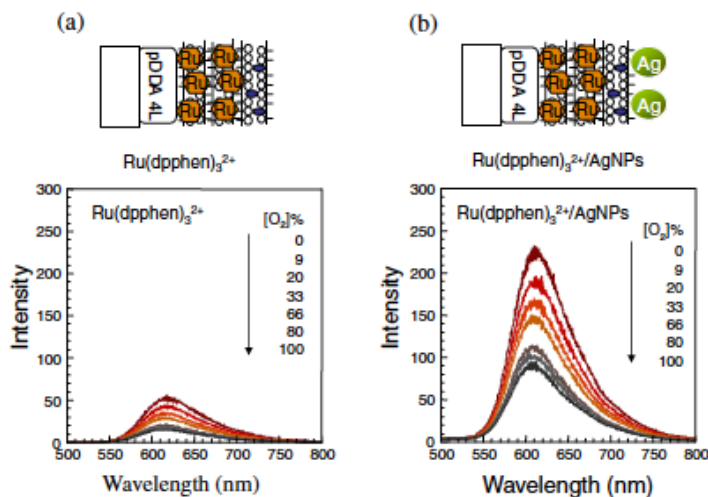 (a)
pDDA 4L
Ru Ru
Ru Ru
Ru Ru
Ru(dpphen)₃²⁺
300
250
200
150
100
50
0
Intensity
Ru(dpphen)₃²⁺
[O₂]%
0
9
20
33
66
80
100
500 550 600 650 700 750 800
Wavelength (nm)
(b)
pDDA 4L
Ru Ru
Ru Ru
Ru Ru
Ag
Ag
Ru(dpphen)₃²⁺/AgNPs
300
250
200
150
100
50
0
Intensity
Ru(dpphen)₃²⁺/AgNPs
[O₂]%
0
9
20
33
66
80
100
500 550 600 650 700 750 800
Wavelength (nm)